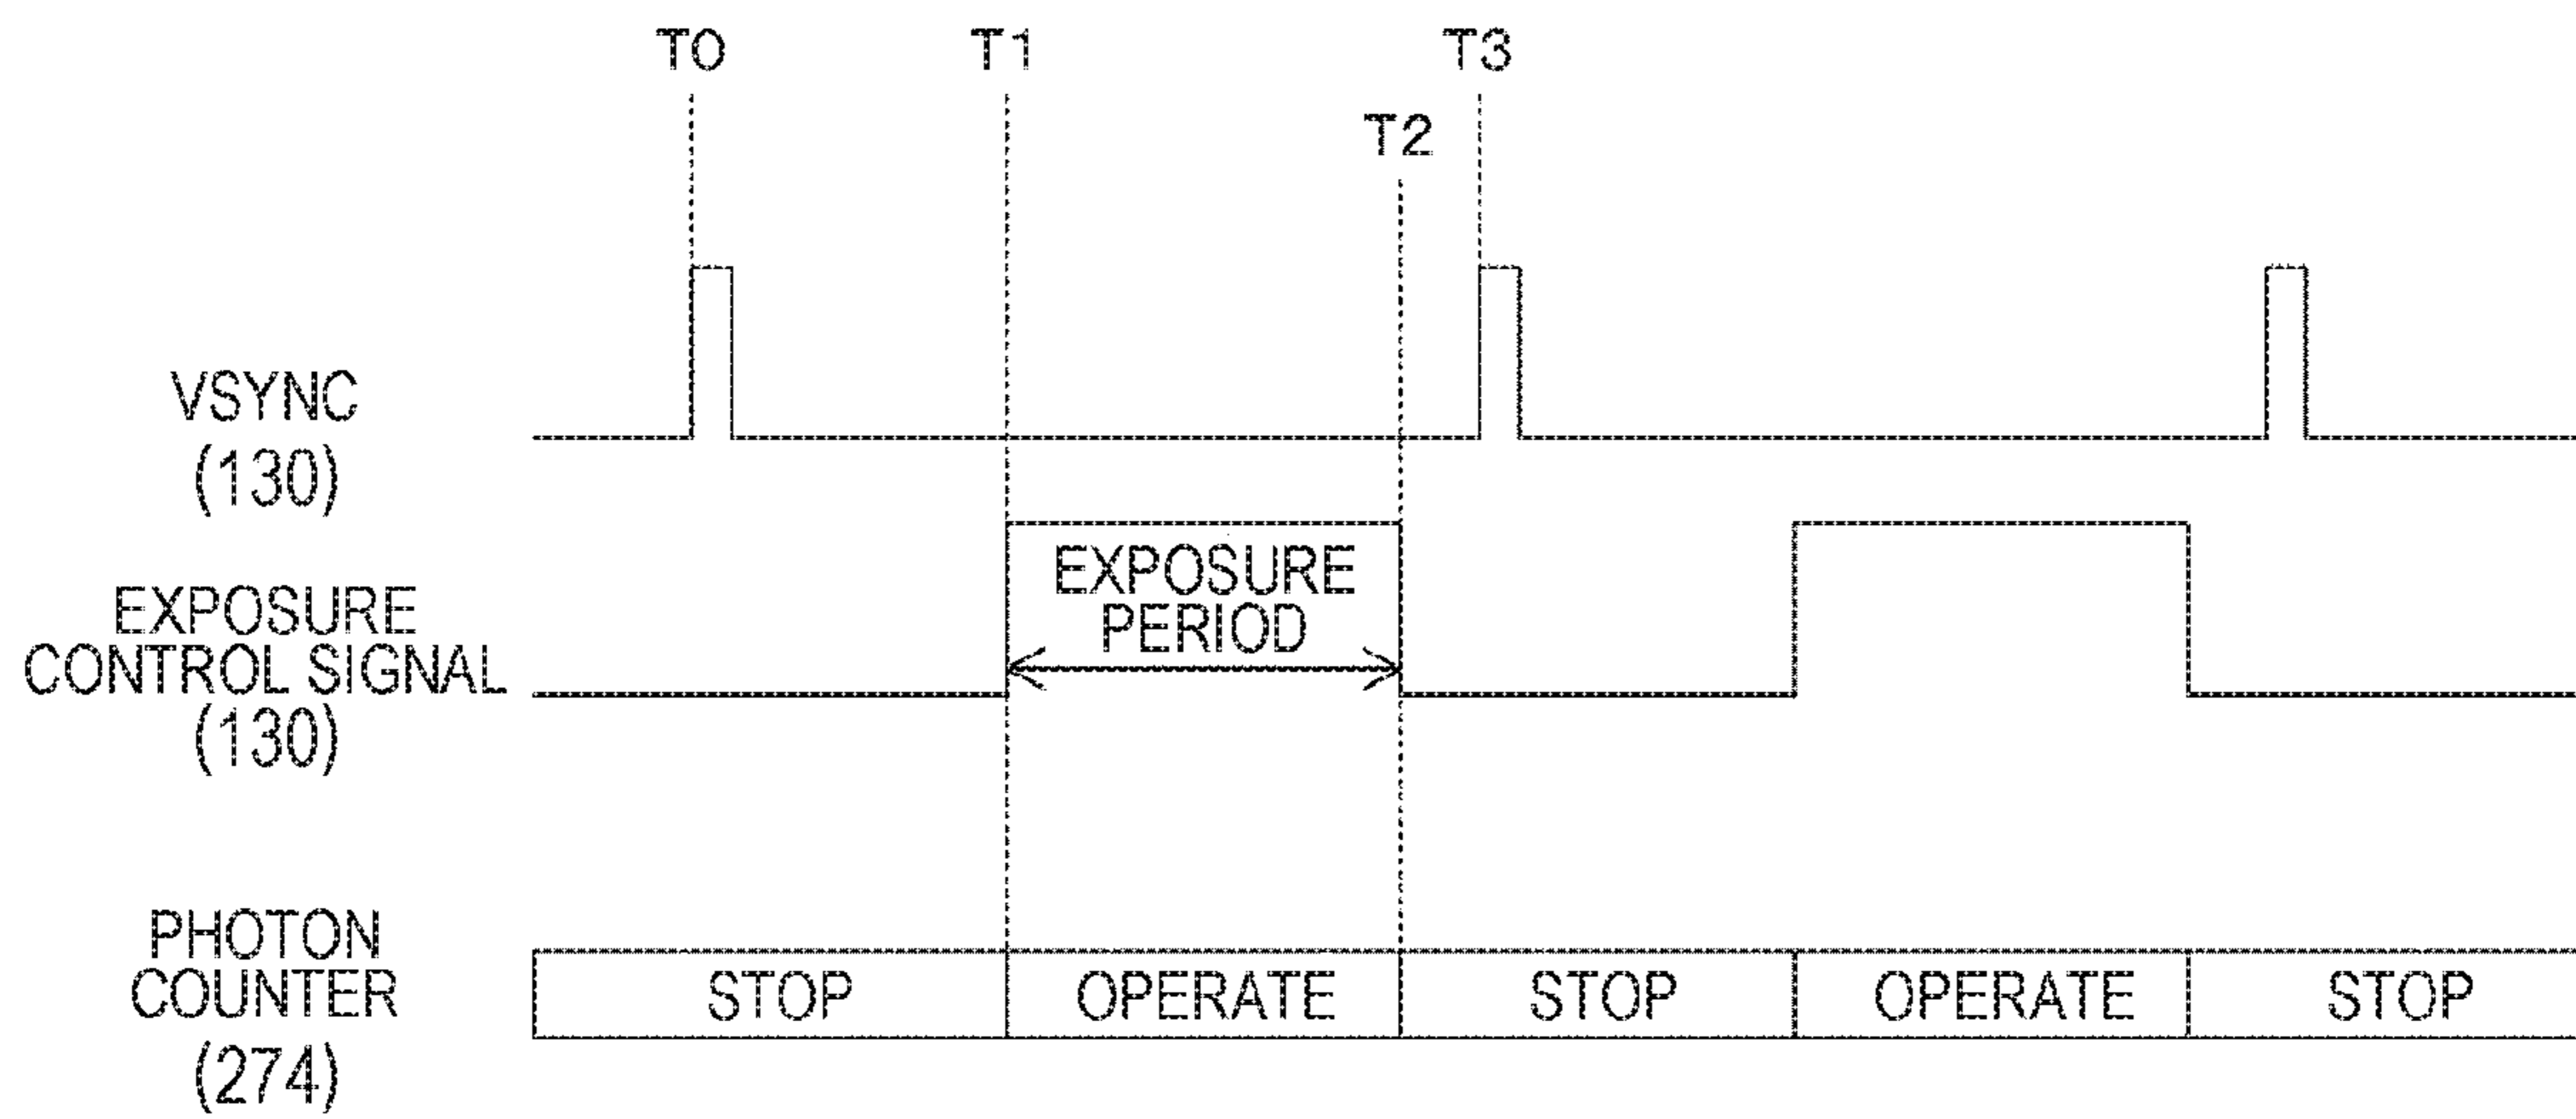 T0
T1
T3
T2
VSYNC
(130)
EXPOSURE
PERIOD
EXPOSURE
CONTROL SIGNAL
(130)
PHOTON
COUNTER
(274)
STOP
OPERATE
STOP
OPERATE
STOP